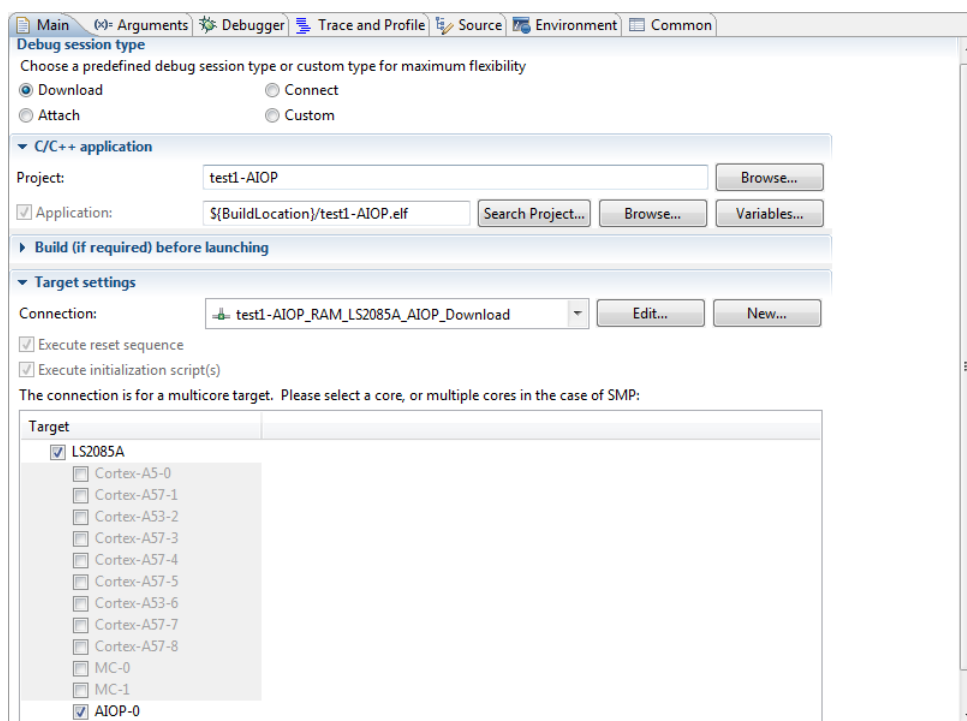 Main (x)= Arguments Debugger Trace and Profile Source Environment Common
Debug session type
Choose a predefined debug session type or custom type for maximum flexibility
Download Connect
Attach Custom
C/C++ application
Project: test1-AIOP Browse...
Application: ${BuildLocation}/test1-AIOP.elf Search Project... Browse... Variables...
Build (if required) before launching
Target settings
Connection: test1-AIOP_RAM_LS2085A_AIOP_Download Edit... New...
Execute reset sequence
Execute initialization script(s)
The connection is for a multicore target. Please select a core, or multiple cores in the case of SMP:
Target
LS2085A
Cortex-A5-0
Cortex-A57-1
Cortex-A53-2
Cortex-A57-3
Cortex-A57-4
Cortex-A57-5
Cortex-A53-6
Cortex-A57-7
Cortex-A57-8
MC-0
MC-1
AIOP-0